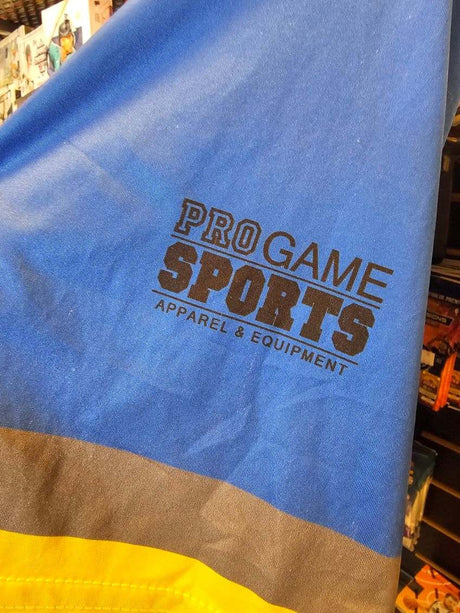 PRO GAME
SPORTS
APPAREL & EQUIPMENT